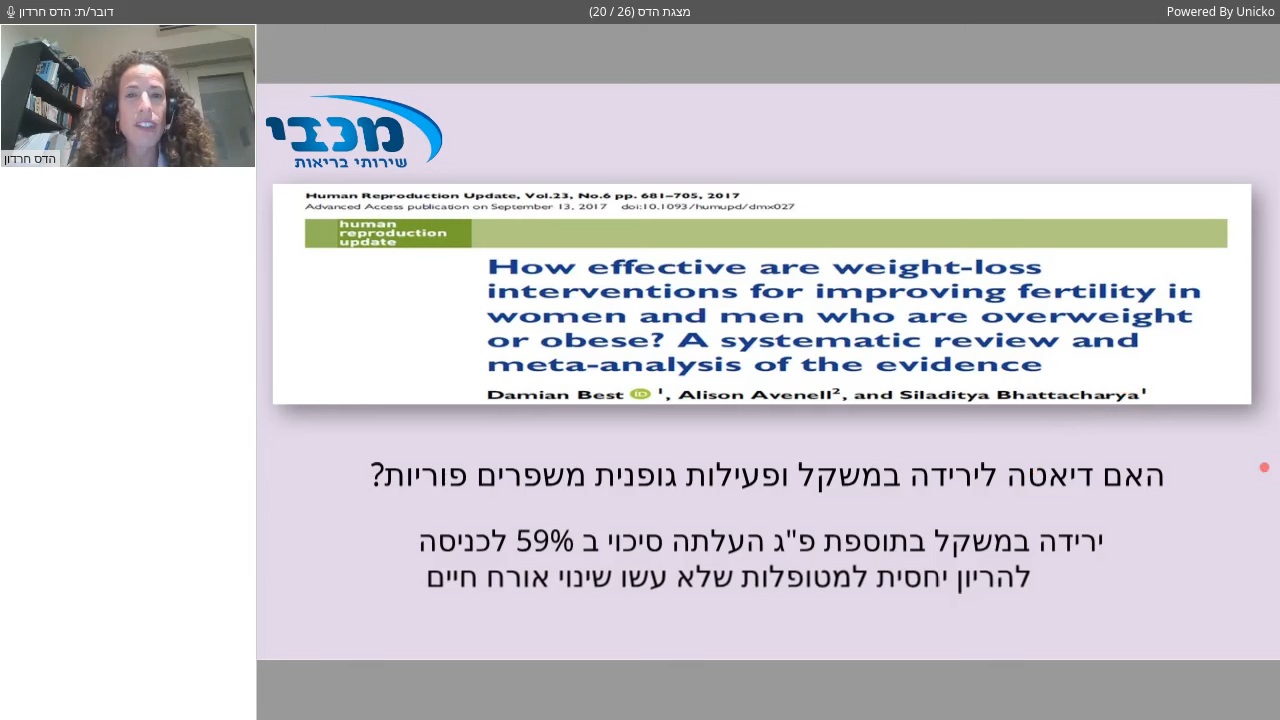 דובר/ת: הדס חרדון
מצגת הדס (26 / 20)
Powered By Unicko
הדס חרדון
מכבי
שירותי בריאות
Human Reproduction Update, Vol.23, No.6 pp. 681–705, 2017
Advanced Access publication on September 13, 2017 doi:10.1093/humupd/dmx027
human
reproduction
update
How effective are weight-loss
interventions for improving fertility in
women and men who are overweight
or obese? A systematic review and
meta-analysis of the evidence
Damian Best iD 1, Alison Avenell2, and Siladitya Bhattacharya1
האם דיאטה לירידה במשקל ופעילות גופנית משפרים פוריות?
ירידה במשקל בתוספת פ"ג העלתה סיכוי ב 59% לכניסה
להריון יחסית למטופלות שלא עשו שינוי אורח חיים